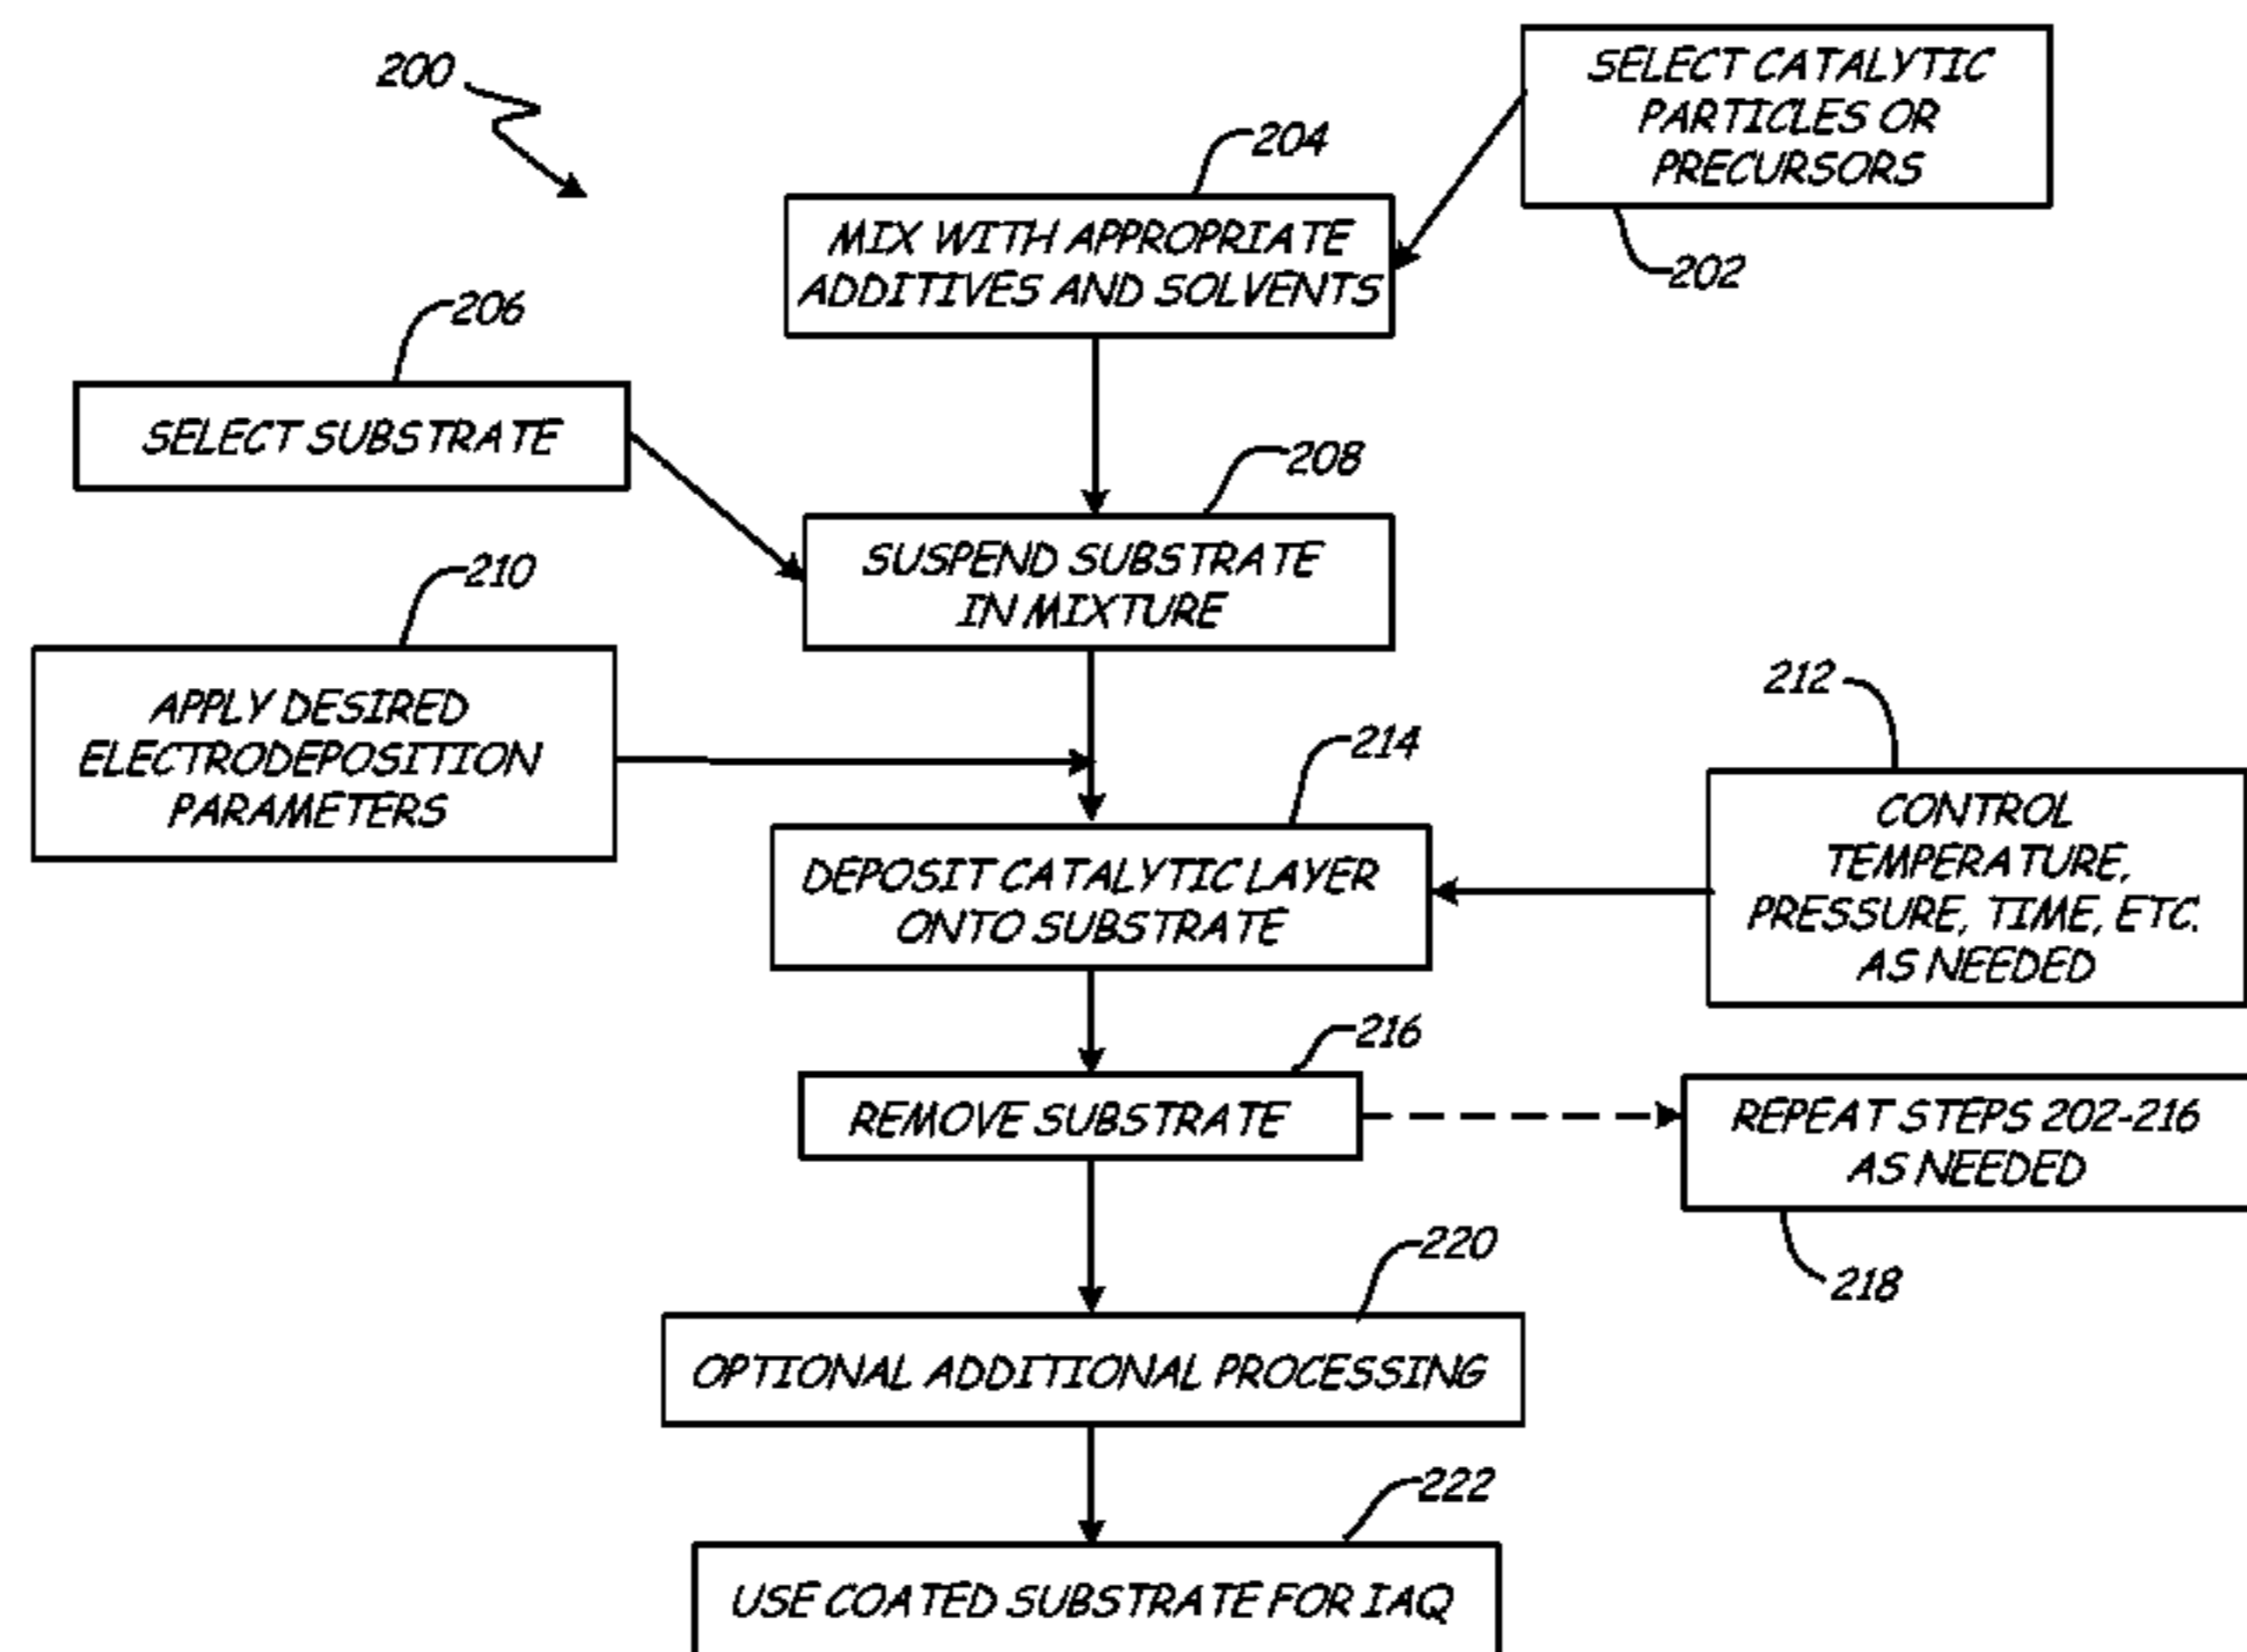 200
SELECT CATALYTIC
PARTICLES OR
PRECURSORS
202
204
MIX WITH APPROPRIATE
ADDITIVES AND SOLVENTS
206
SELECT SUBSTRATE
208
SUSPEND SUBSTRATE
IN MIXTURE
210
APPLY DESIRED
ELECTRODEPOSITION
PARAMETERS
212
CONTROL
TEMPERATURE,
PRESSURE, TIME, ETC.
AS NEEDED
214
DEPOSIT CATALYTIC LAYER
ONTO SUBSTRATE
216
REMOVE SUBSTRATE
REPEAT STEPS 202-216
AS NEEDED
218
220
OPTIONAL ADDITIONAL PROCESSING
222
USE COATED SUBSTRATE FOR IAQ